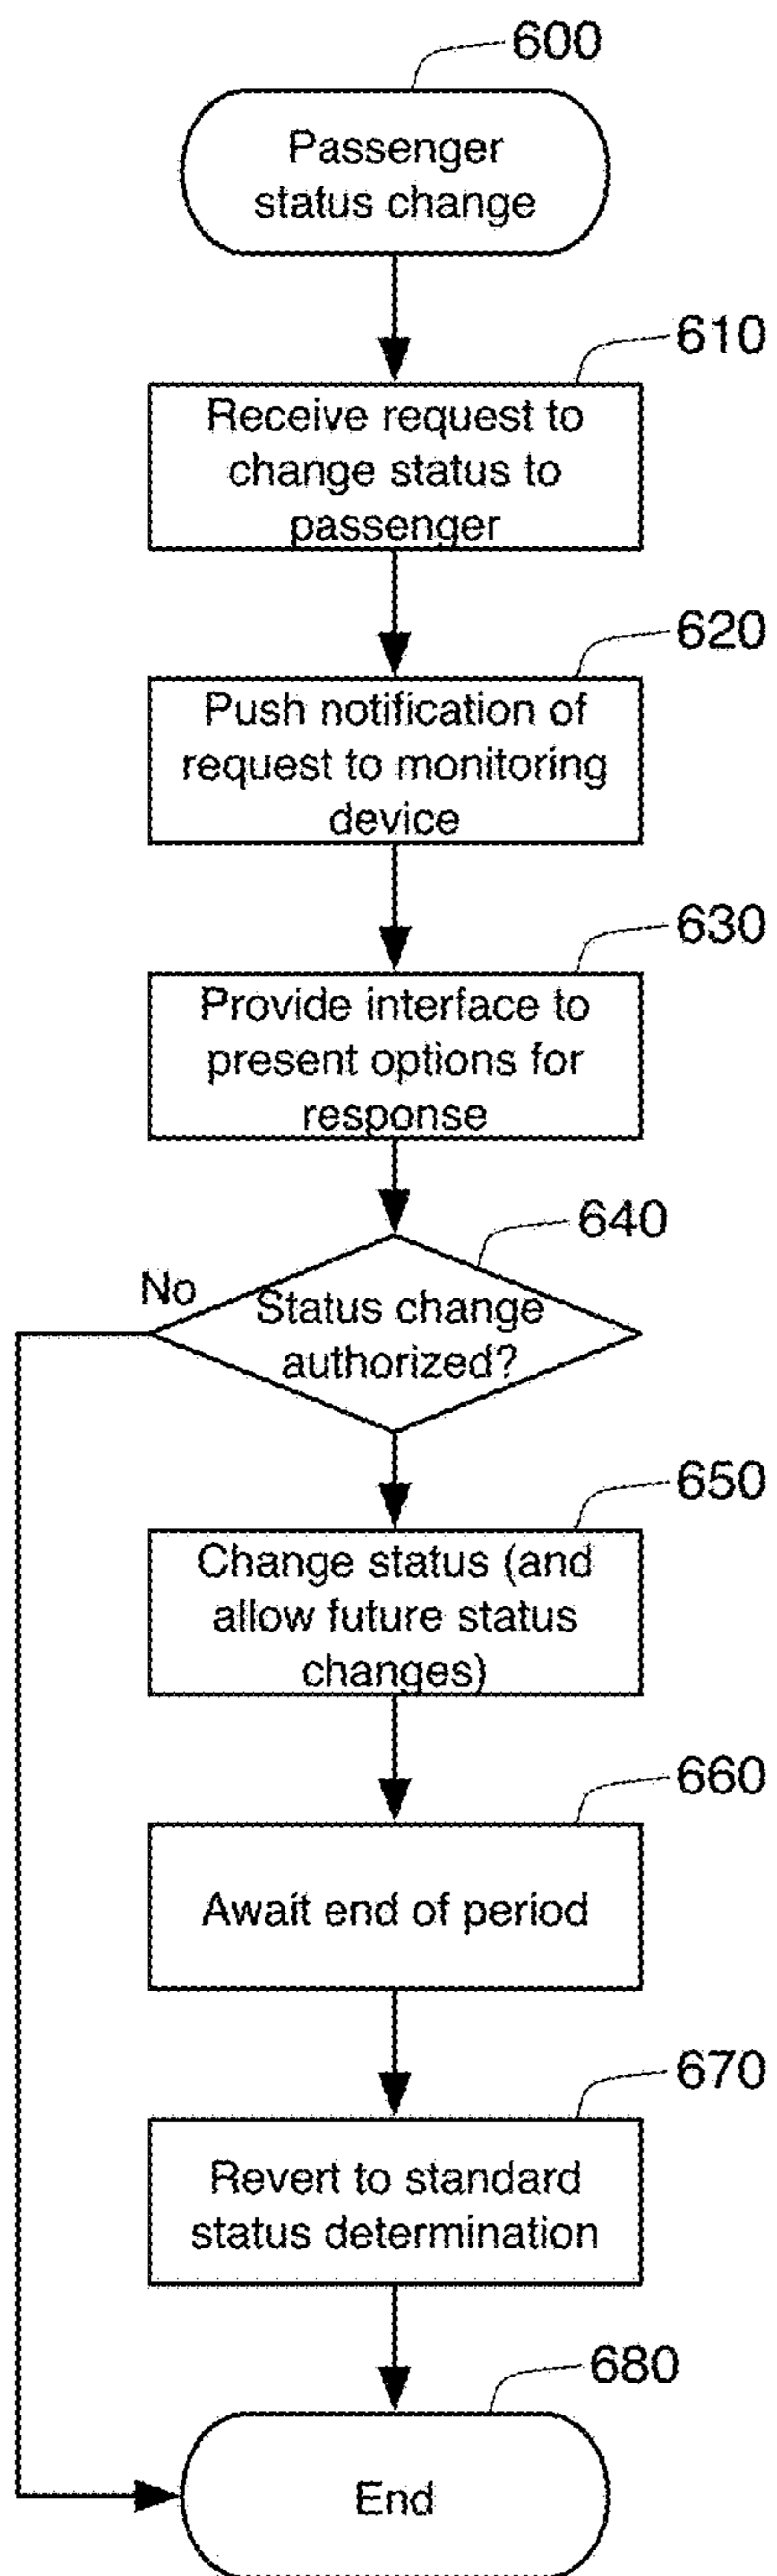 600
Passenger
status change
610
Receive request to
change status to
passenger
620
Push notification of
request to monitoring
device
630
Provide interface to
present options for
response
640
No
Status change
authorized?
650
Change status (and
allow future status
changes)
660
Await end of period
670
Revert to standard
status determination
680
End